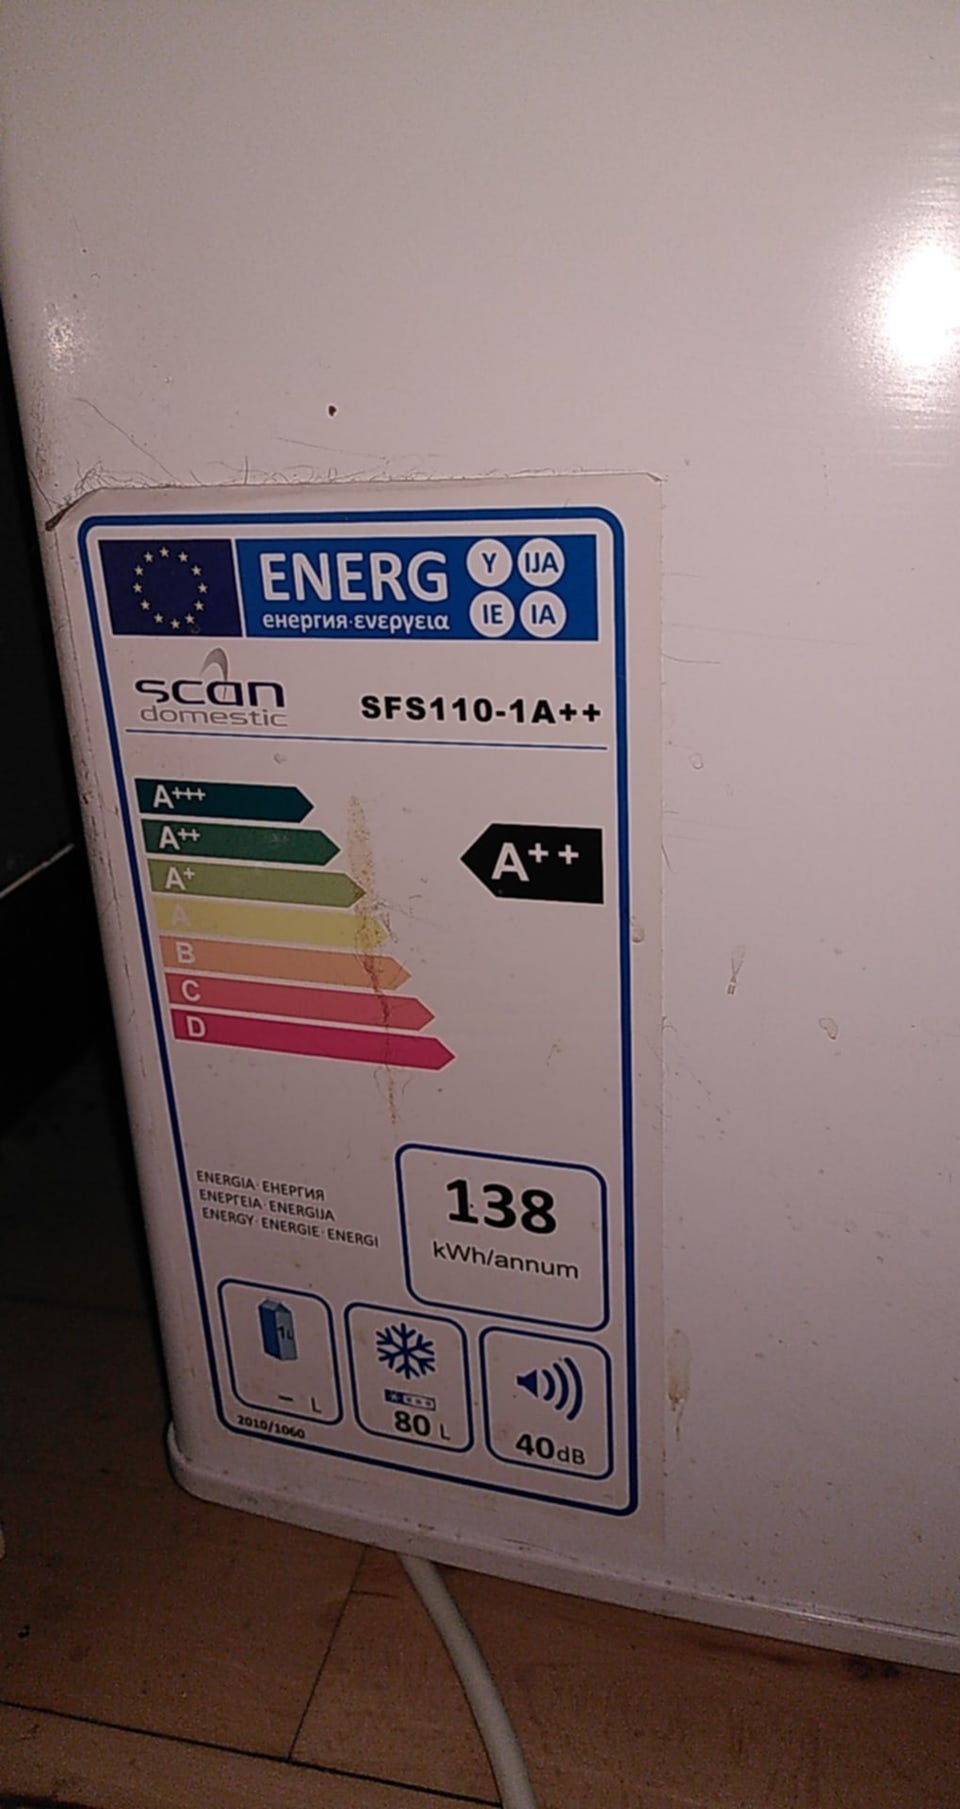 ENERG Y IJA
енергия·ενεργεια IE IA
scan
domestic
SFS110-1A++
A+++
A++
A+
A
B
C
D
A++
ENERGIA·ЕНЕРГИЯ
ΕΝΕΡΓΕΙΑ·ENERGIJA
ENERGY·ENERGIE·ENERGI
138
kWh/annum
1L
– L
80 L
40dB
2010/1060